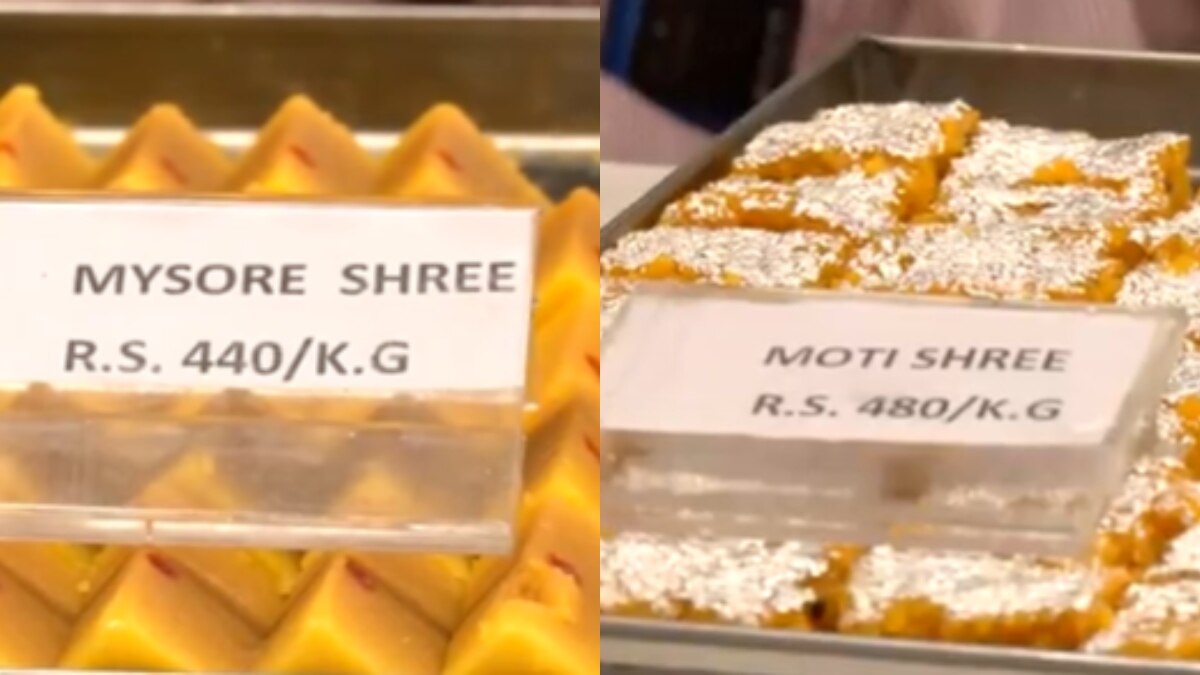 MYSORE SHREE
R.S. 440/K.G
MOTI SHREE
R.S. 480/K.G